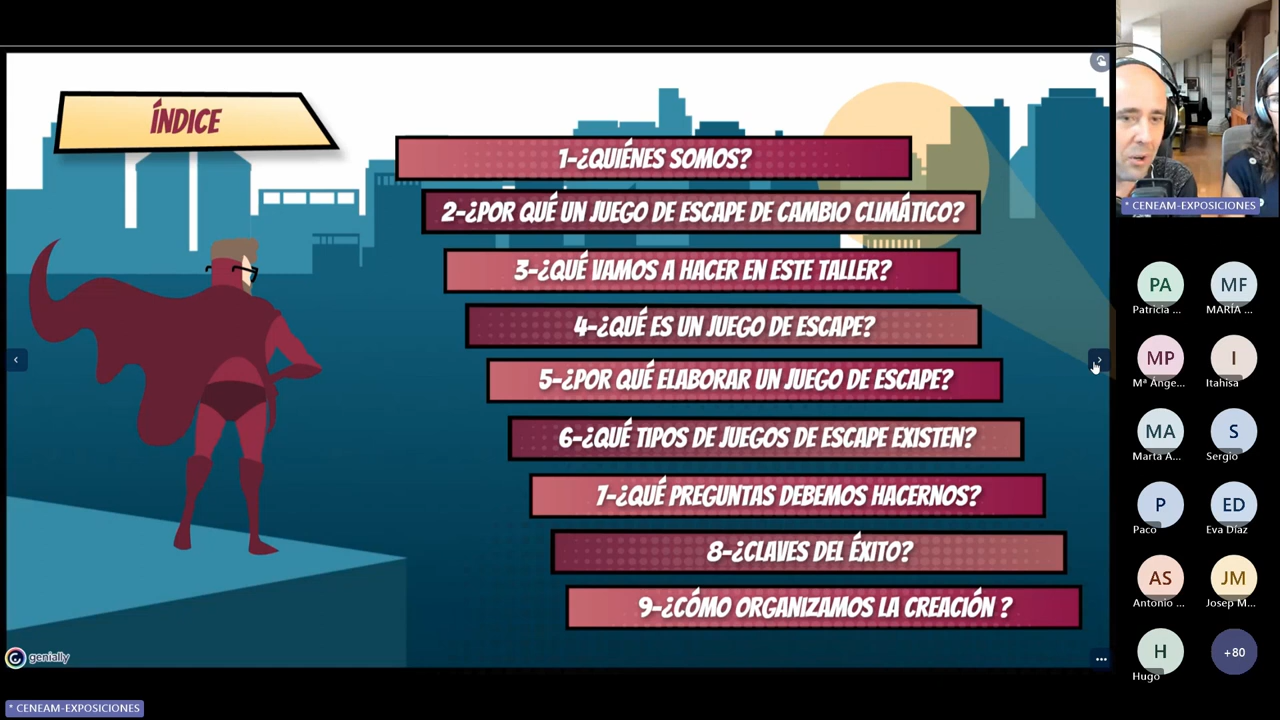 ÍNDICE
1-¿QUIÉNES SOMOS?
2-¿POR QUÉ UN JUEGO DE ESCAPE DE CAMBIO CLIMÁTICO?
3-¿QUÉ VAMOS A HACER EN ESTE TALLER?
4-¿QUÉ ES UN JUEGO DE ESCAPE?
5-¿POR QUÉ ELABORAR UN JUEGO DE ESCAPE?
6-¿QUÉ TIPOS DE JUEGOS DE ESCAPE EXISTEN?
7-¿QUÉ PREGUNTAS DEBEMOS HACERNOS?
8-¿CLAVES DEL ÉXITO?
9-¿CÓMO ORGANIZAMOS LA CREACIÓN ?
genially
* CENEAM-EXPOSICIONES
* CENEAM-EXPOSICIONES
PA
Patricia ...
MF
MARÍA ...
MP
Mª Ánge...
I
Itahisa
MA
Marta A...
S
Sergio
P
Paco
ED
Eva Díaz
AS
Antonio ...
JM
Josep M...
H
Hugo
+80